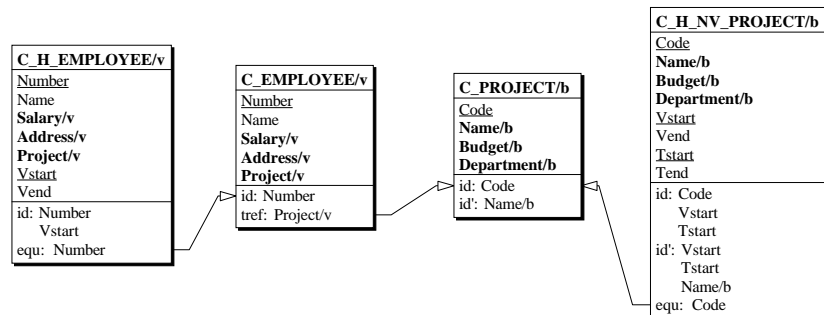 C_H_EMPLOYEE/v
Number
Name
Salary/v
Address/v
Project/v
Vstart
Vend
id: Number
Vstart
equ: Number
C_EMPLOYEE/v
Number
Name
Salary/v
Address/v
Project/v
id: Number
tref: Project/v
C_PROJECT/b
Code
Name/b
Budget/b
Department/b
id: Code
id': Name/b
C_H_NV_PROJECT/b
Code
Name/b
Budget/b
Department/b
Vstart
Vend
Tstart
Tend
id: Code
Vstart
Tstart
id': Vstart
Tstart
Name/b
equ: Code